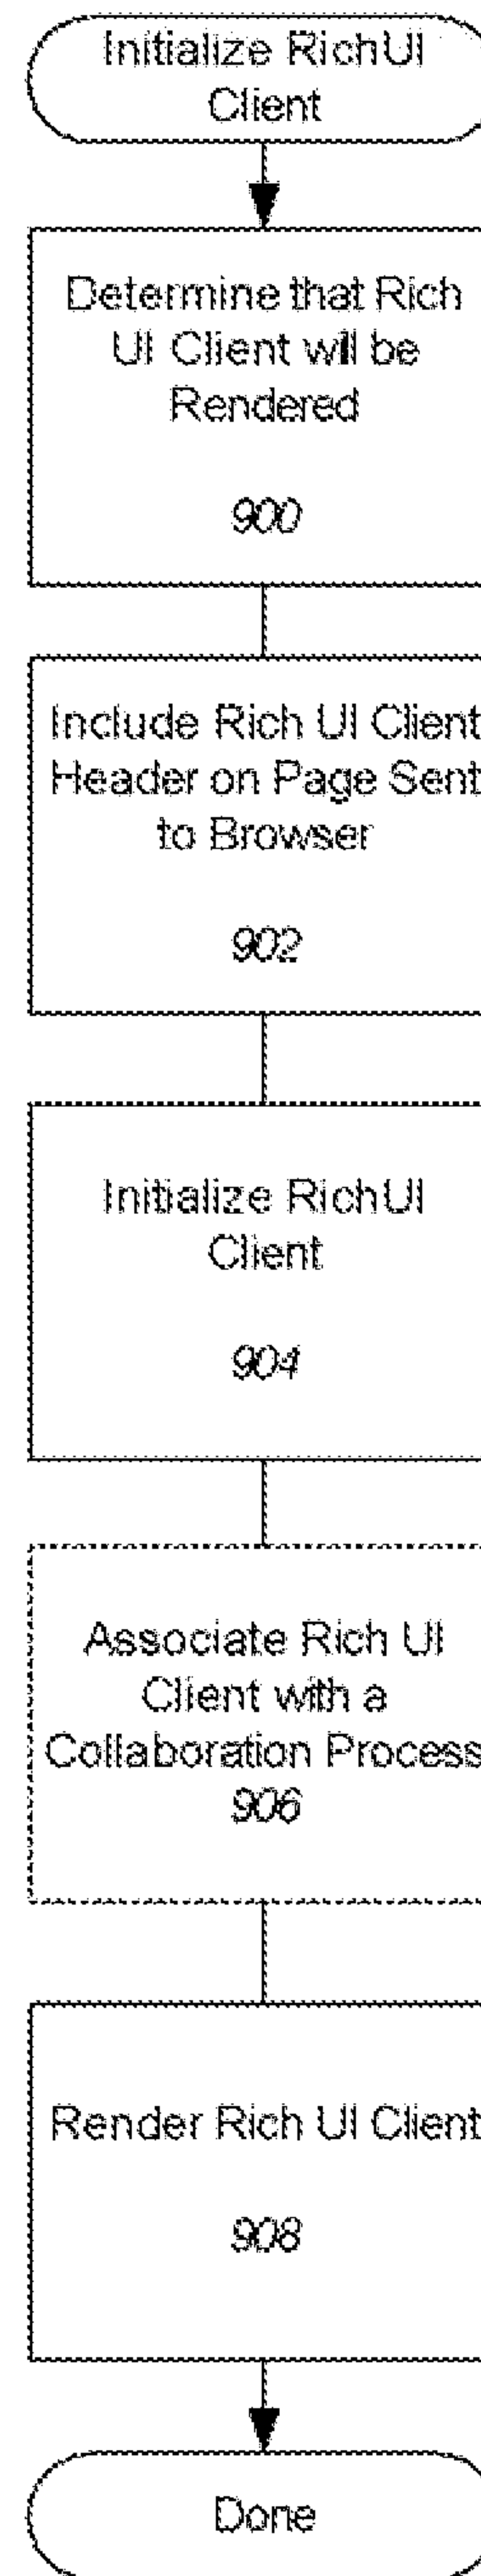 Initialize RichUI
Client
Determine that Rich
UI Client will be
Rendered
900
Include Rich UI Client
Header on Page Sent
to Browser
902
Initialize RichUI
Client
904
Associate Rich UI
Client with a
Collaboration Process
906
Render Rich UI Client
908
Done